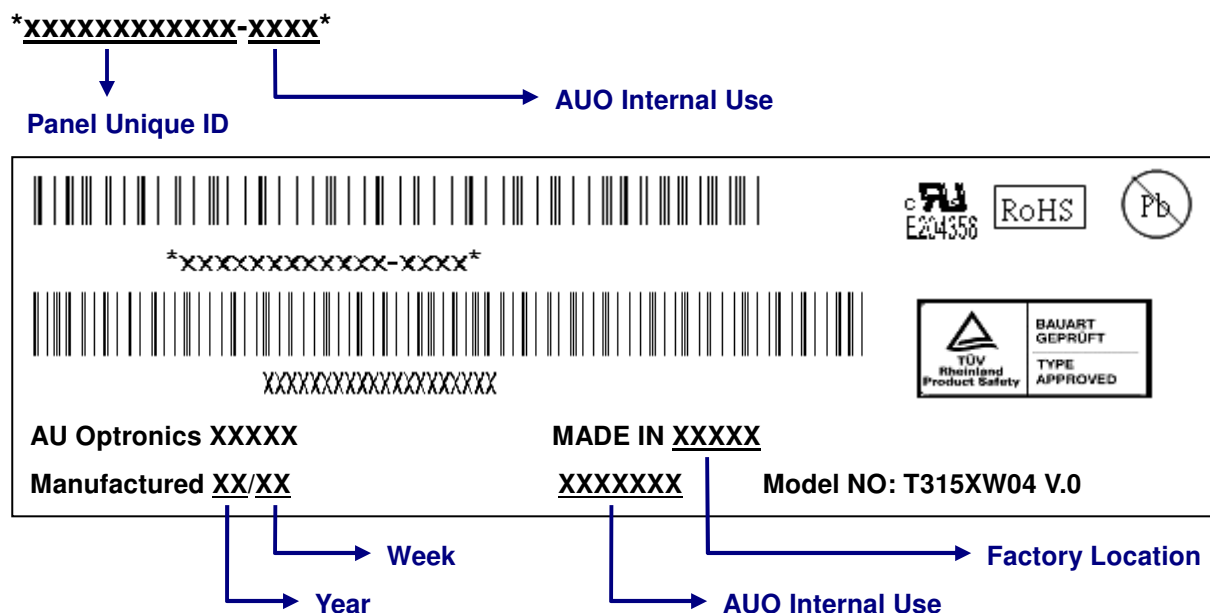 *xxxxxxxxxxxx-xxxx*
AUO Internal Use
Panel Unique ID
c RU E204356
RoHS
Pb
*xxxxxxxxxxxx-xxxx*
BAUART
GEPRÜFT
TÜV
Rheinland
Product Safety
TYPE
APPROVED
XXXXXXXXXXXXXXXXXXXX
AU Optronics XXXXX
MADE IN XXXXX
Manufactured XX/XX
XXXXXXX
Model NO: T315XW04 V.0
Week
Factory Location
Year
AUO Internal Use